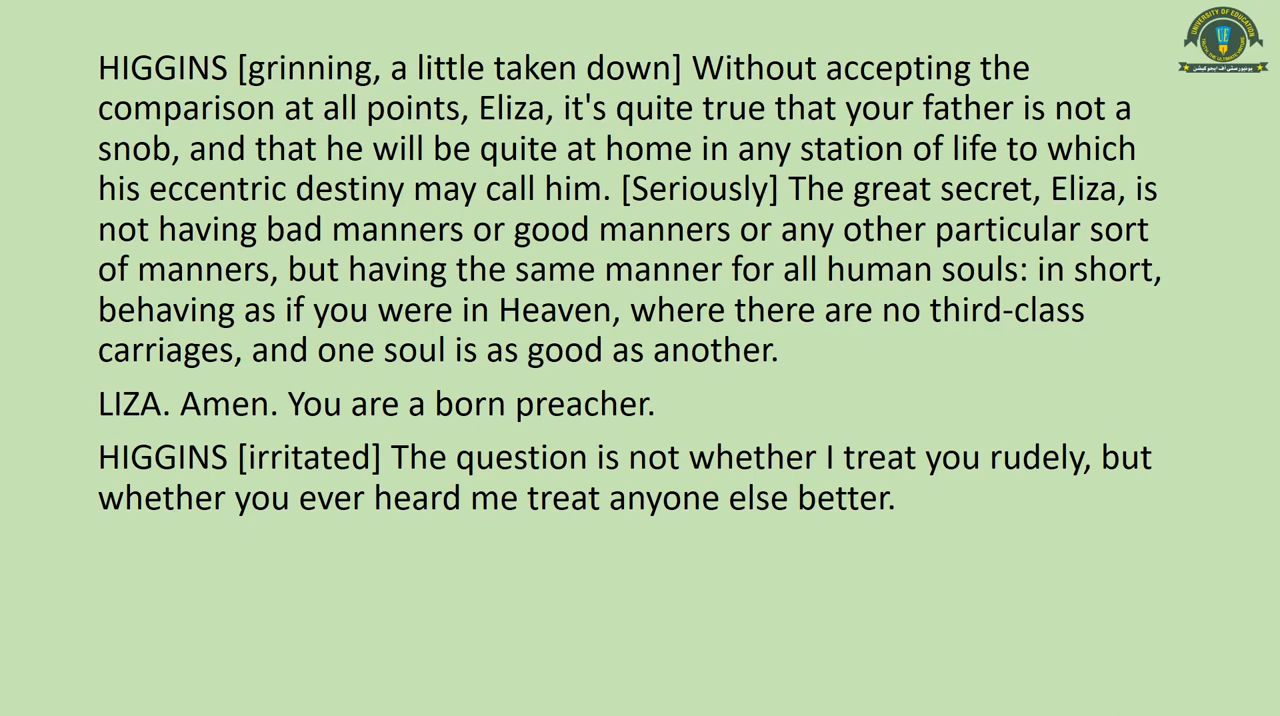 HIGGINS [grinning, a little taken down] Without accepting the
comparison at all points, Eliza, it's quite true that your father is not a
snob, and that he will be quite at home in any station of life to which
his eccentric destiny may call him. [Seriously] The great secret, Eliza, is
not having bad manners or good manners or any other particular sort
of manners, but having the same manner for all human souls: in short,
behaving as if you were in Heaven, where there are no third-class
carriages, and one soul is as good as another.
LIZA. Amen. You are a born preacher.
HIGGINS [irritated] The question is not whether I treat you rudely, but
whether you ever heard me treat anyone else better.
UNIVERSITY OF EDUCATION
UE
یونیورسٹی آف ایجوکیشن